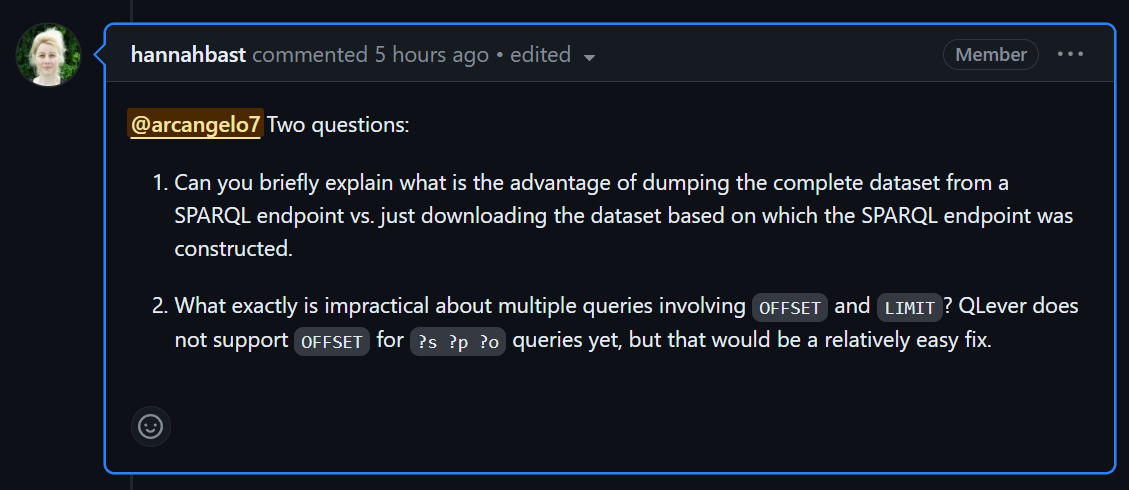 hannahbast commented 5 hours ago • edited
Member
@arcangelo7 Two questions:
1. Can you briefly explain what is the advantage of dumping the complete dataset from a
SPARQL endpoint vs. just downloading the dataset based on which the SPARQL endpoint was
constructed.
2. What exactly is impractical about multiple queries involving OFFSET and LIMIT? QLever does
not support OFFSET for ?s ?p ?o queries yet, but that would be a relatively easy fix.